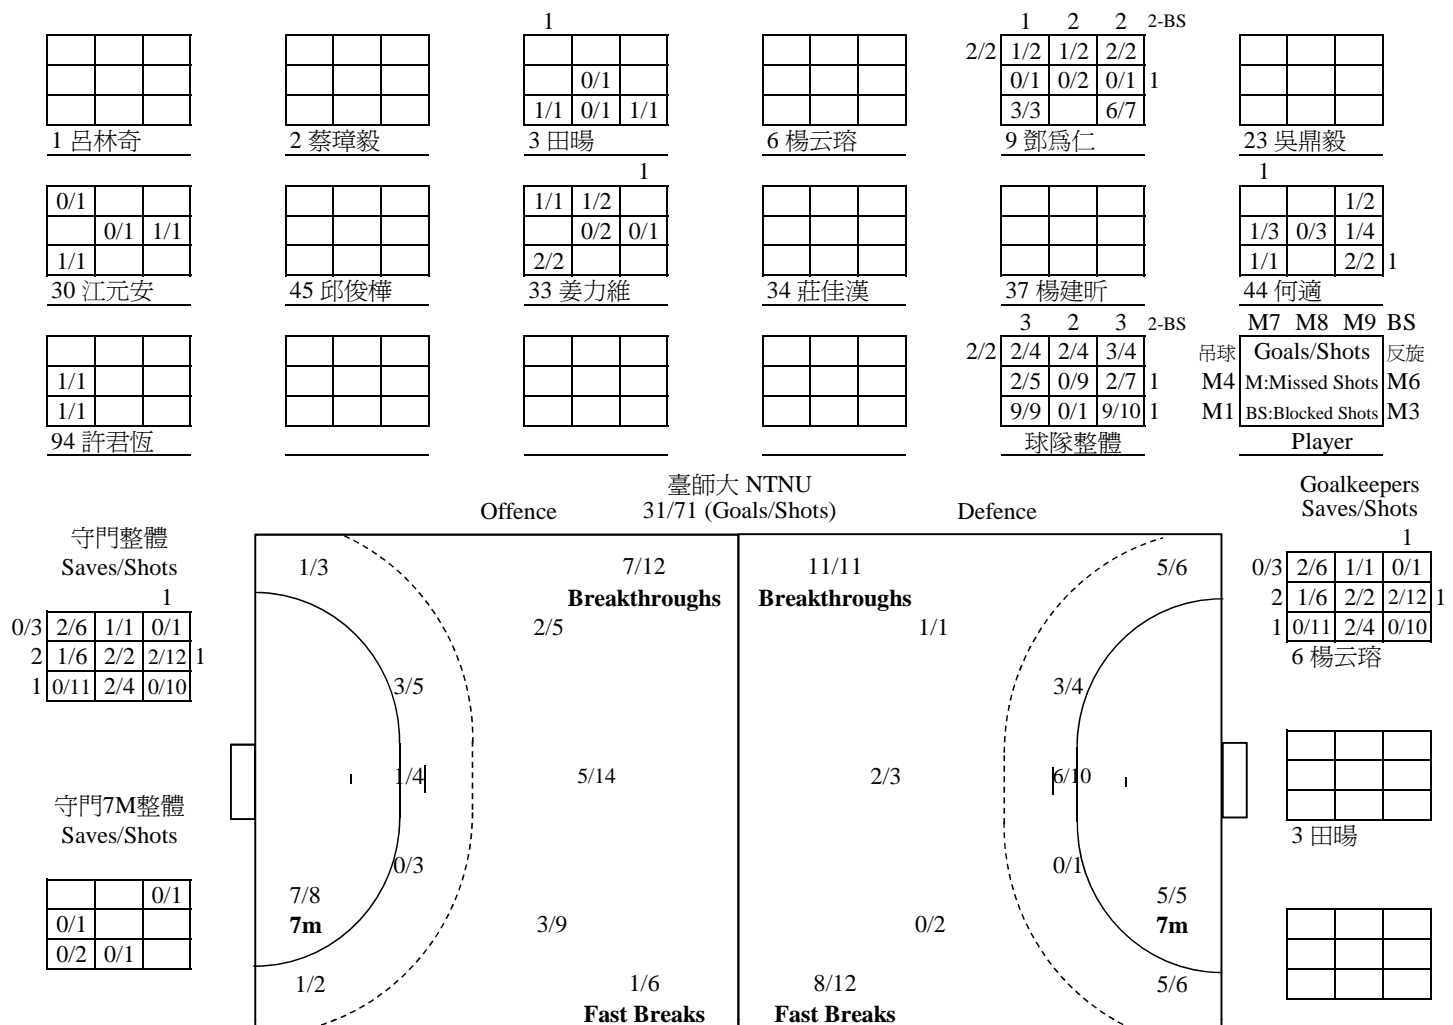 1
1 2 2 2-BS
2/2 1/2 1/2 2/2
0/1
0/1 0/2 0/1 1
1/1 0/1 1/1
3/3 6/7
1 呂林奇
2 蔡璋毅
3 田暘
6 楊云瑢
9 鄧爲仁
23 吳鼎毅
1
1
0/1
1/1 1/2
1/2
0/1 1/1
0/2 0/1
1/3 0/3 1/4
1/1
2/2
1/1 2/2 1
30 江元安
45 邱俊樺
33 姜力維
34 莊佳漢
37 楊建昕
44 何適
3 2 3 2-BS
M7 M8 M9 BS
2/2 2/4 2/4 3/4
吊球 Goals/Shots 反旋
1/1
2/5 0/9 2/7 1
M4 M:Missed Shots M6
1/1
9/9 0/1 9/10 1
M1 BS:Blocked Shots M3
94 許君恆
球隊整體
Player
臺師大 NTNU
Offence 31/71 (Goals/Shots) Defence
Goalkeepers
Saves/Shots
守門整體
Saves/Shots
1
0/3 2/6 1/1 0/1
2 1/6 2/2 2/12 1
1 0/11 2/4 0/10
守門7M整體
Saves/Shots
0/1
0/1
0/2 0/1
1/3 7/12
Breakthroughs
2/5
3/5
1/4 5/14
0/3
7/8
7m
3/9
1/2 1/6
Fast Breaks
11/11 5/6
Breakthroughs
1/1
3/4
2/3 6/10
0/1
5/5
7m
0/2
8/12 5/6
Fast Breaks
1
0/3 2/6 1/1 0/1
2 1/6 2/2 2/12 1
1 0/11 2/4 0/10
6 楊云瑢
3 田暘